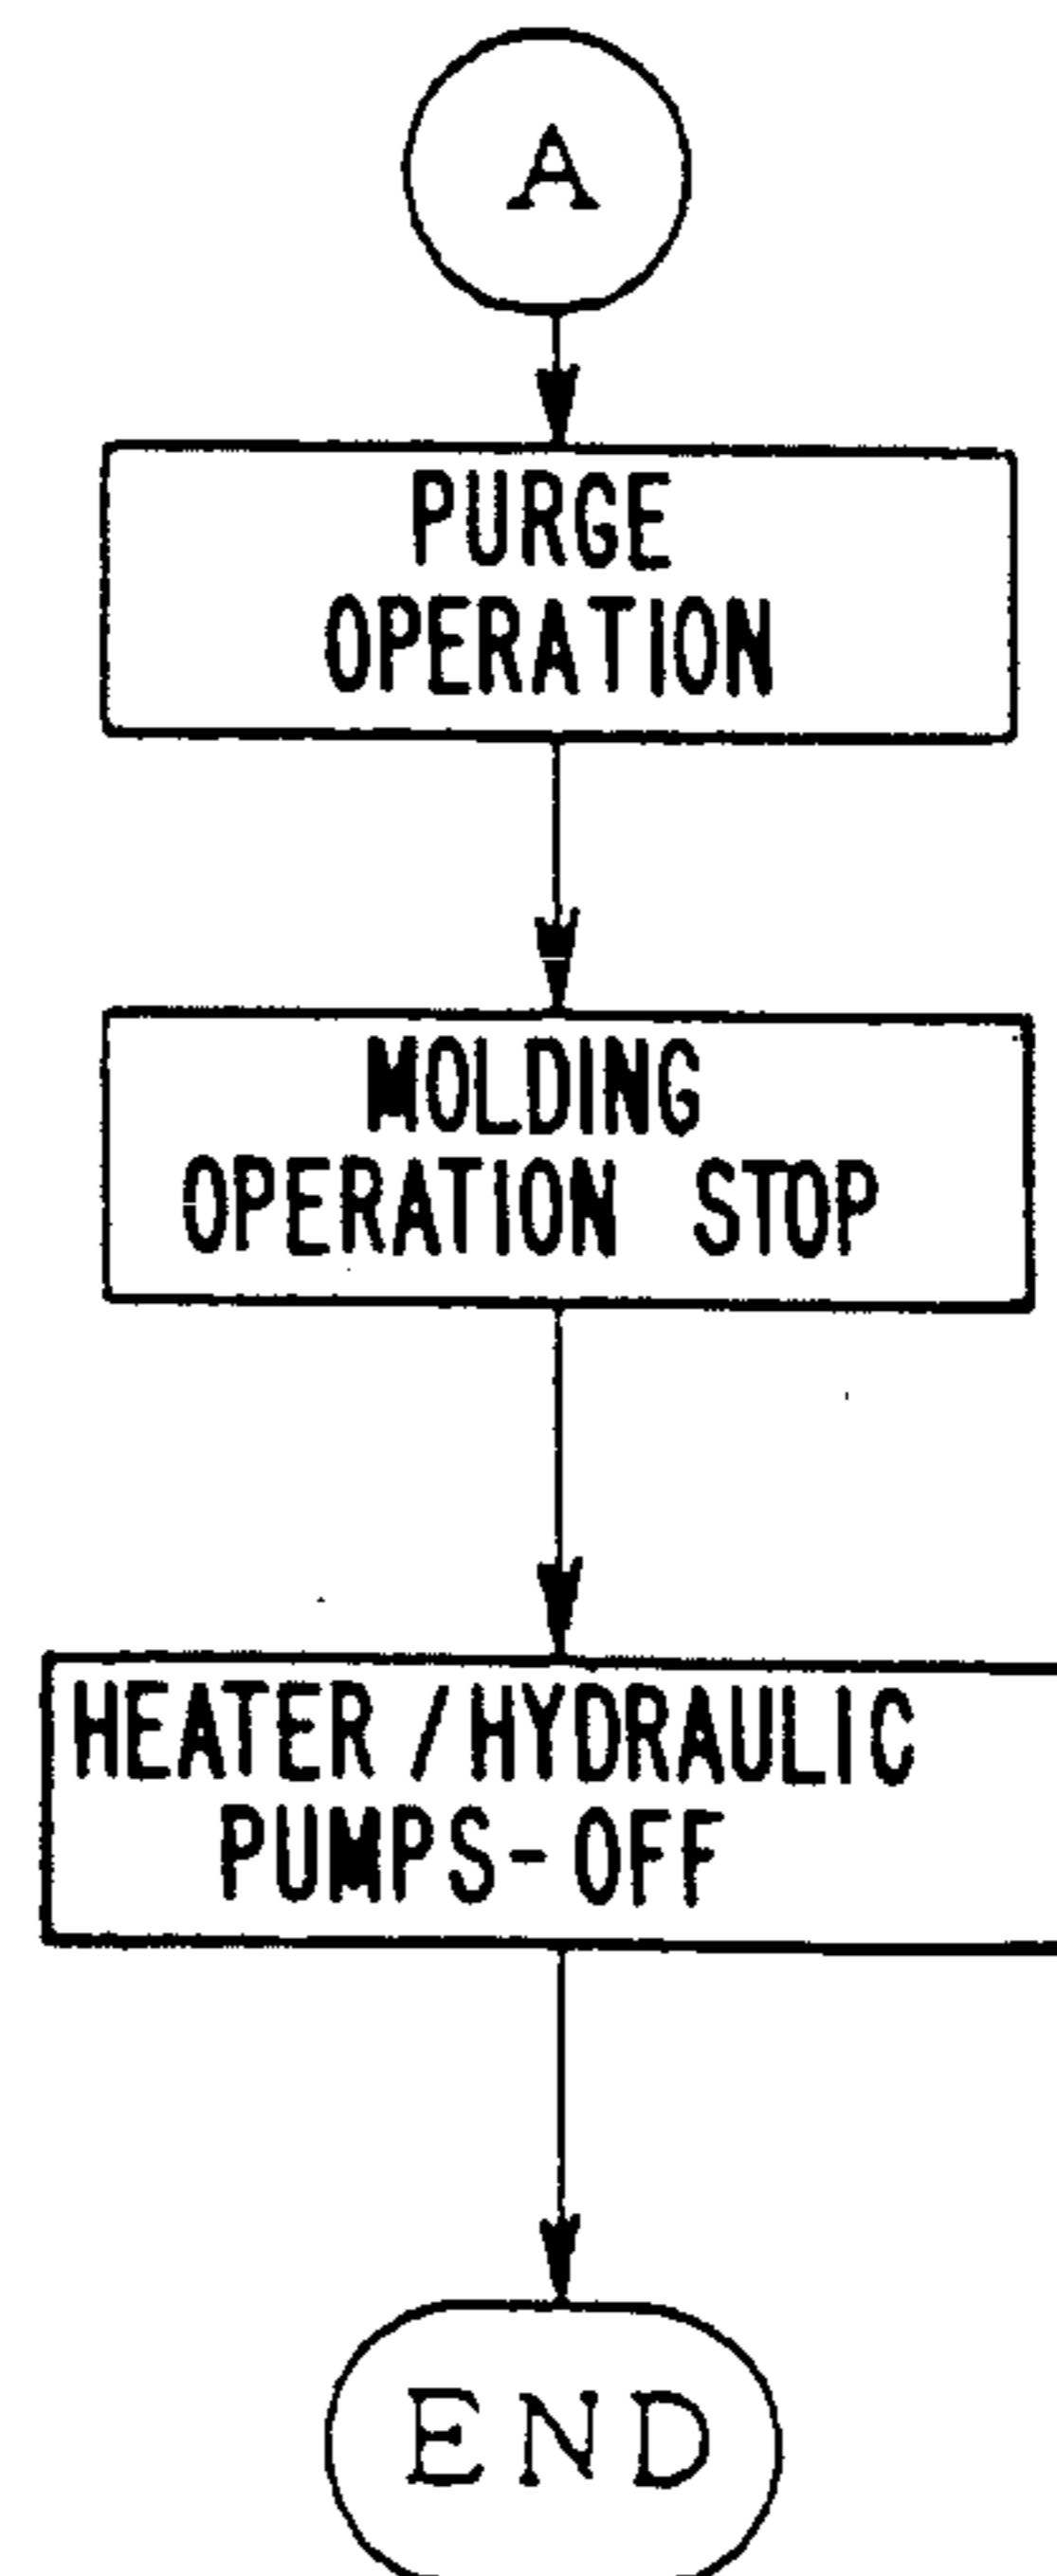 A
PURGE
OPERATION
MOLDING
OPERATION STOP
HEATER / HYDRAULIC
PUMPS - OFF
END